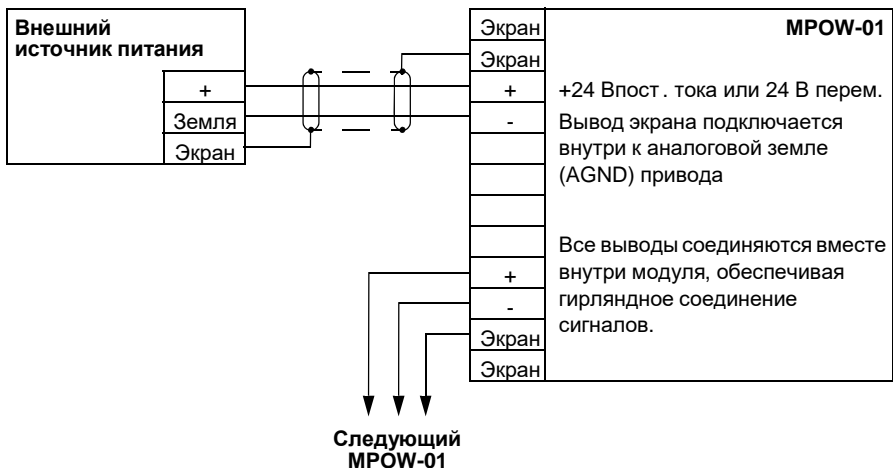 Внешний
источник питания
+
Земля
Экран
Экран
MPOW-01
Экран
+
+24 Впост. тока или 24 В перем.
-
Вывод экрана подключается
внутри к аналоговой земле
(AGND) привода
Все выводы соединяются вместе
+
внутри модуля, обеспечивая
-
гирляндное соединение
Экран
сигналов.
Экран
Следующий
MPOW-01